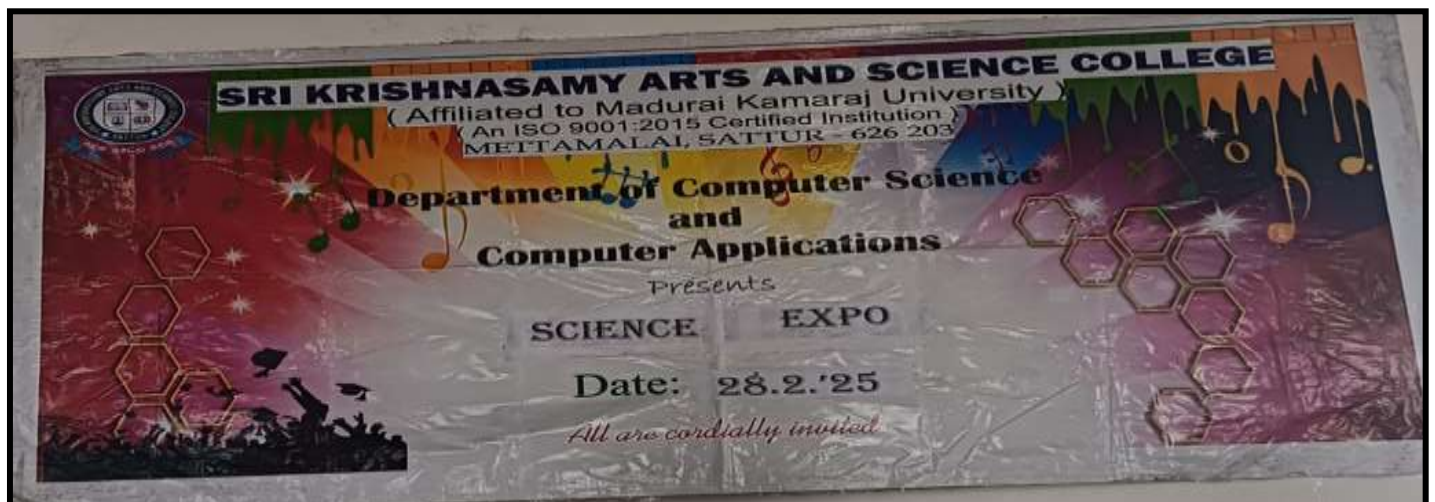 SRI KRISHNASAMY ARTS AND SCIENCE COLLEGE
( Affiliated to Madurai Kamaraj University )
( An ISO 9001:2015 Certified Institution )
METTAMALAI, SATTUR - 626 203
Department of Computer Science
and
Computer Applications
Presents
SCIENCE EXPO
Date: 28.2.'25
All are cordially invited